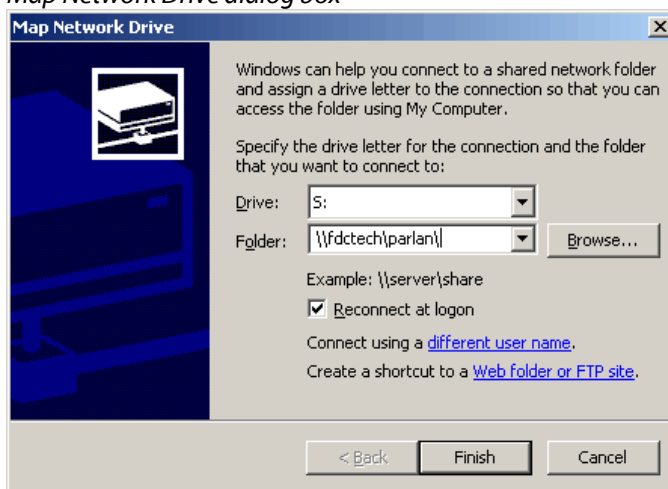 Map Network Drive dialog box
Map Network Drive
Windows can help you connect to a shared network folder
and assign a drive letter to the connection so that you can
access the folder using My Computer.
Specify the drive letter for the connection and the folder
that you want to connect to:
Drive: S:
Folder: \\fdctech\parlan\ Browse...
Example: \\server\share
Reconnect at logon
Connect using a different user name.
Create a shortcut to a Web folder or FTP site.
< Back Finish Cancel